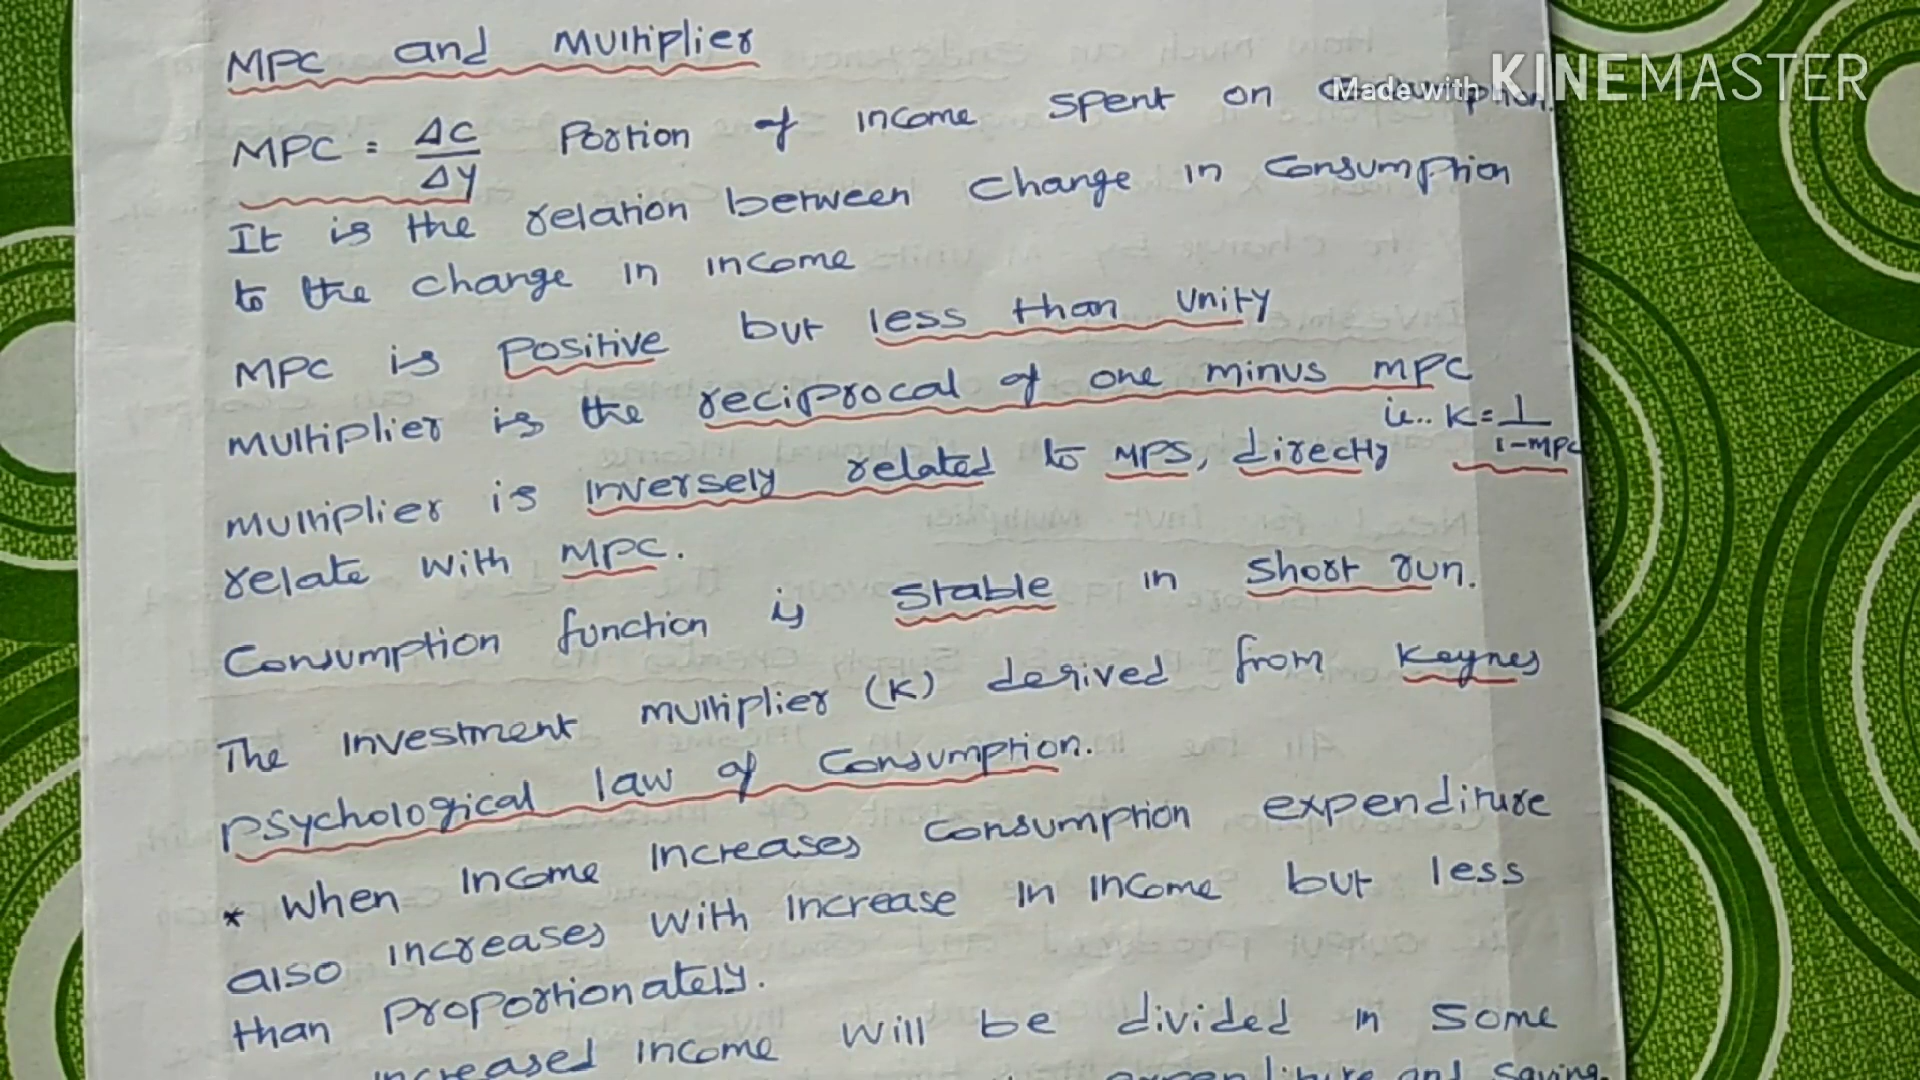 MPC and Multiplier
Made with KINEMASTER
MPC = ΔC/ΔY Portion of income spent on
It is the relation between change in consumption
to the change in income
MPC is positive but less than unity
Multiplier is the reciprocal of one minus MPC
i.e.. K = 1/1-MPC
Multiplier is inversely related to MPS, directly
relate with MPC.
Consumption function is stable in short run.
The investment multiplier (K) derived from Keynes
psychological law of consumption.
* When income increases consumption expenditure
also increases with increase in income but less
than proportionately.
increased income will be divided in some
and saving.